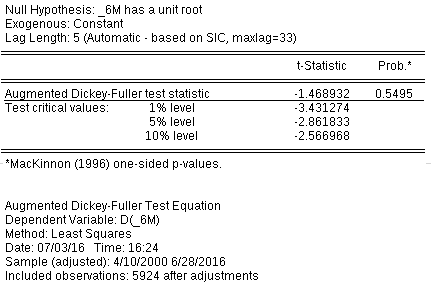 Null Hypothesis: _6M has a unit root
Exogenous: Constant
Lag Length: 5 (Automatic - based on SIC, maxlag=33)
t-Statistic Prob.*
Augmented Dickey-Fuller test statistic -1.468932 0.5495
Test critical values: 1% level -3.431274
5% level -2.861833
10% level -2.566968
*MacKinnon (1996) one-sided p-values.
Augmented Dickey-Fuller Test Equation
Dependent Variable: D(_6M)
Method: Least Squares
Date: 07/03/16 Time: 16:24
Sample (adjusted): 4/10/2000 6/28/2016
Included observations: 5924 after adjustments